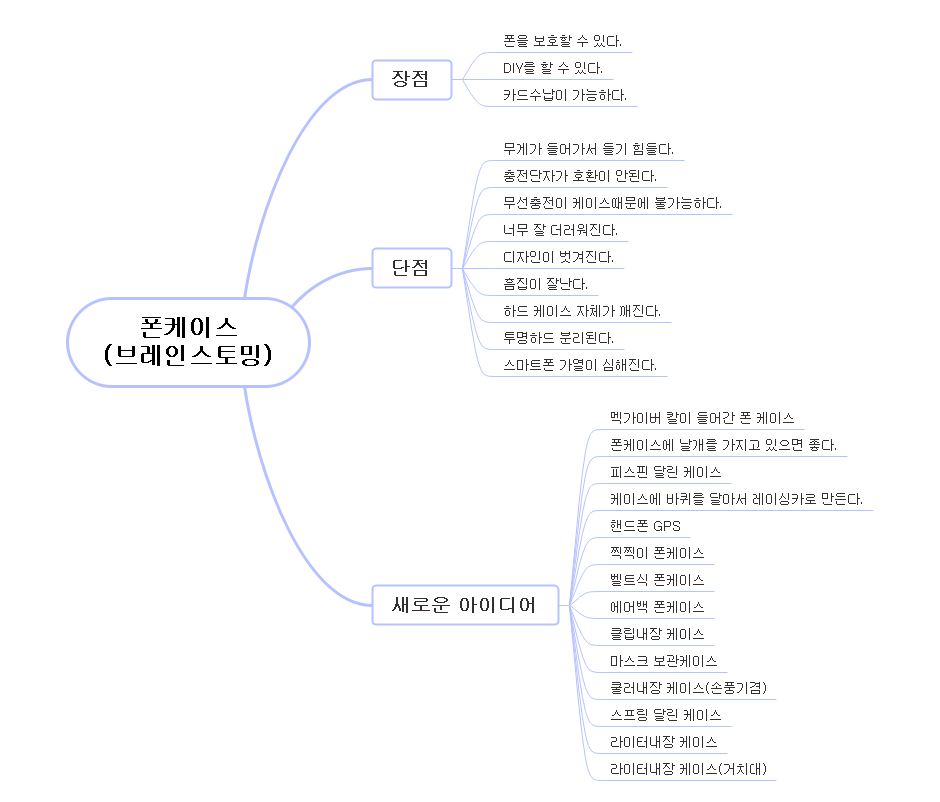 폰케이스
(브레인스토밍)
장점
폰을 보호할 수 있다.
DIY를 할 수 있다.
카드수납이 가능하다.
단점
무게가 들어가서 들기 힘들다.
충전단자가 호환이 안된다.
무선충전이 케이스때문에 불가능하다.
너무 잘 더러워진다.
디자인이 벗겨진다.
흠집이 잘난다.
하드 케이스 자체가 깨진다.
투명하드 분리된다.
스마트폰 가열이 심해진다.
새로운 아이디어
멕가이버 칼이 들어간 폰 케이스
폰케이스에 날개를 가지고 있으면 좋다.
피스핀 달린 케이스
케이스에 바퀴를 달아서 레이싱카로 만든다.
핸드폰 GPS
찍찍이 폰케이스
벨트식 폰케이스
에어백 폰케이스
클립내장 케이스
마스크 보관케이스
쿨러내장 케이스(손풍기겸)
스프링 달린 케이스
라이터내장 케이스
라이터내장 케이스(거치대)